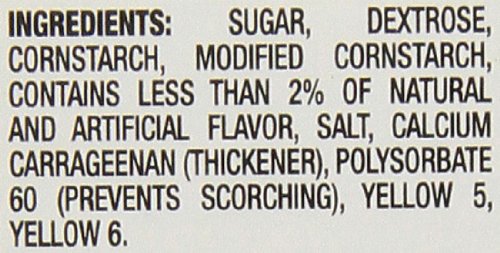 INGREDIENTS: SUGAR, DEXTROSE,
CORNSTARCH, MODIFIED CORNSTARCH,
CONTAINS LESS THAN 2% OF NATURAL
AND ARTIFICIAL FLAVOR, SALT, CALCIUM
CARRAGEENAN (THICKENER), POLYSORBATE
60 (PREVENTS SCORCHING), YELLOW 5,
YELLOW 6.